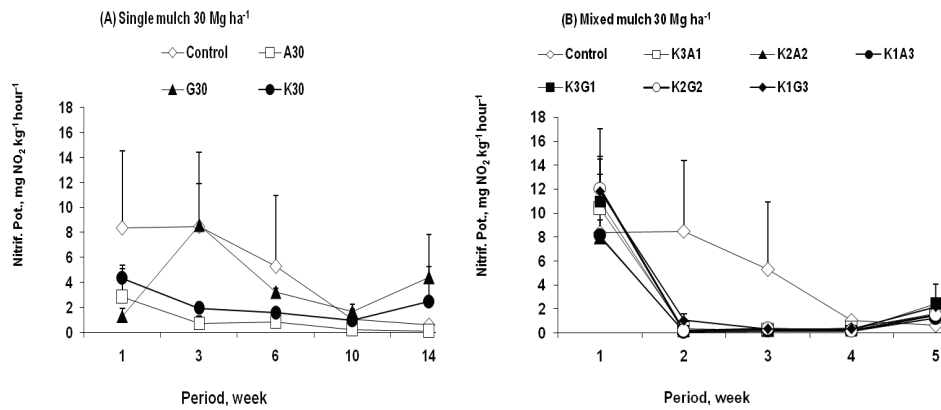 (A) Single mulch 30 Mg ha-1
Control A30
G30 K30
Nitrif. Pot., mg NO2 kg-1 hour-1
18
16
14
12
10
8
6
4
2
0
1 3 6 10 14
Period, week
(B) Mixed mulch 30 Mg ha-1
Control K3A1 K2A2 K1A3
K3G1 K2G2 K1G3
Nitrif. Pot., mg NO2 kg-1 hour-1
18
16
14
12
10
8
6
4
2
0
1 2 3 4 5
Period, week